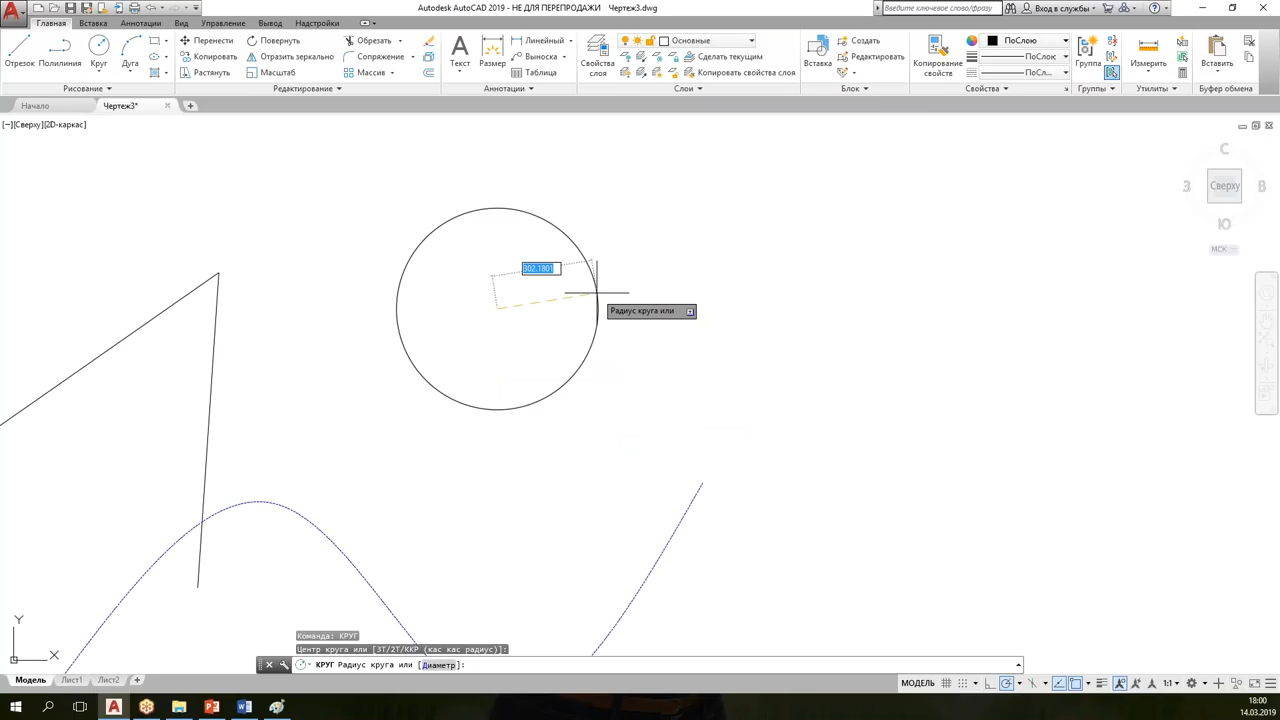 Autodesk AutoCAD 2019 - НЕ ДЛЯ ПЕРЕПРОДАЖИ Чертеж3.dwg
Введите ключевое слово/фразу
Вход в службы
Главная
Вставка
Аннотации
Вид
Управление
Вывод
Надстройки
Отрезок
Полилиния
Круг
Дуга
Перенести
Повернуть
Обрезать
Копировать
Отразить зеркально
Сопряжение
Растянуть
Масштаб
Массив
Текст
Размер
Линейный
Выноска
Таблица
Свойства слоя
Основные
Сделать текущим
Копировать свойства слоя
Вставка
Создать
Редактировать
Копирование свойств
ПоСлою
ПоСлою
ПоСл...
Группа
Измерить
Вставить
Рисование
Редактирование
Аннотации
Слои
Блок
Свойства
Группы
Утилиты
Буфер обмена
Начало
Чертеж3*
[−][Сверху][2D-каркас]
С
З
Сверху
В
Ю
МСК
302.1801
Радиус круга или
Y
X
Команда: КРУГ
Центр круга или [3Т/2Т/ККР (кас кас радиус)]:
КРУГ Радиус круга или [Диаметр]:
Модель
Лист1
Лист2
МОДЕЛЬ
1:1
18:00
14.03.2019